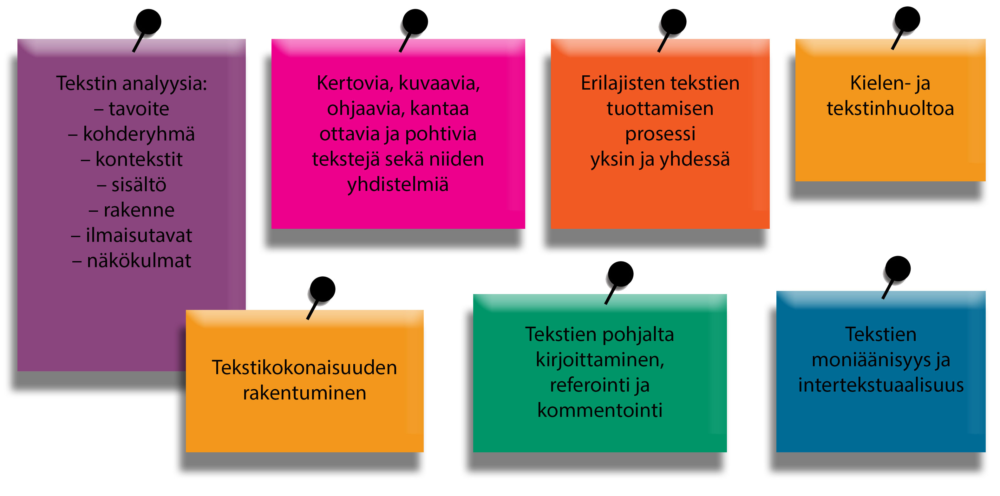 Tekstin analyysia:
– tavoite
– kohderyhmä
– kontekstit
– sisältö
– rakenne
– ilmaisutavat
– näkökulmat
Kertovia, kuvaavia,
ohjaavia, kantaa
ottavia ja pohtivia
tekstejä sekä niiden
yhdistelmiä
Erilajisten tekstien
tuottamisen
prosessi
yksin ja yhdessä
Kielen- ja
tekstinhuoltoa
Tekstikokonaisuuden
rakentuminen
Tekstien pohjalta
kirjoittaminen,
referointi ja
kommentointi
Tekstien
moniäänisyys ja
intertekstuaalisuus